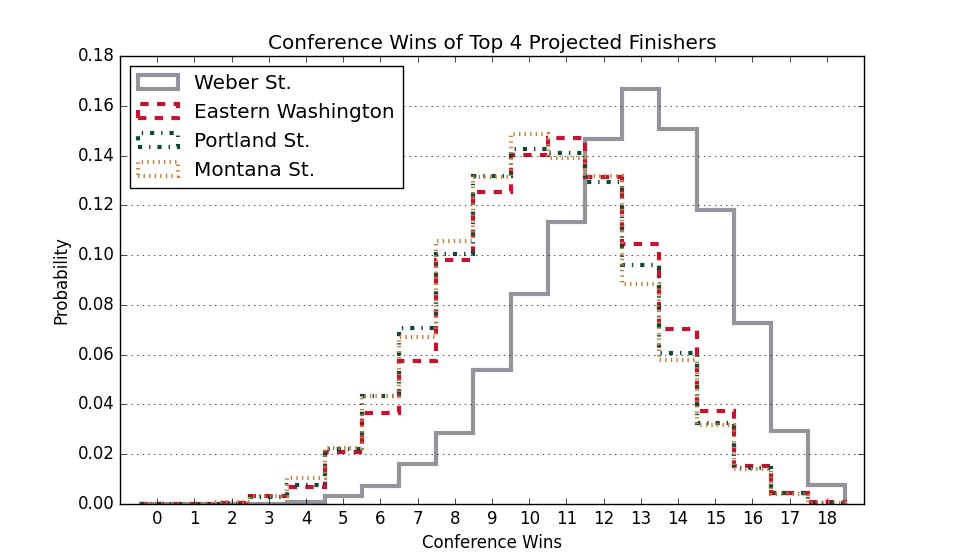 Conference Wins of Top 4 Projected Finishers
0.18
0.16
0.14
0.12
0.10
0.08
0.06
0.04
0.02
0.00
Probability
Weber St.
Eastern Washington
Portland St.
Montana St.
0 1 2 3 4 5 6 7 8 9 10 11 12 13 14 15 16 17 18
Conference Wins